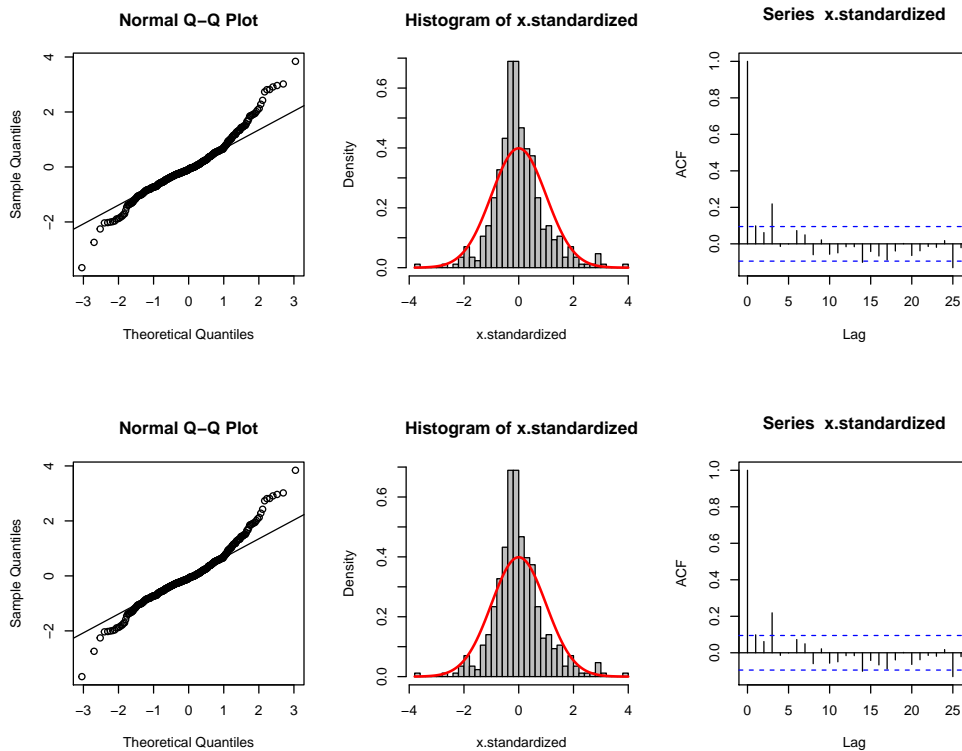 Normal Q−Q Plot
Sample Quantiles
4
2
0
−2
−3 −2 −1 0 1 2 3
Theoretical Quantiles
Histogram of x.standardized
Density
0.6
0.4
0.2
0.0
−4 −2 0 2 4
x.standardized
Series x.standardized
ACF
1.0
0.8
0.6
0.4
0.2
0.0
0 5 10 15 20 25
Lag
Normal Q−Q Plot
Sample Quantiles
4
2
0
−2
−3 −2 −1 0 1 2 3
Theoretical Quantiles
Histogram of x.standardized
Density
0.6
0.4
0.2
0.0
−4 −2 0 2 4
x.standardized
Series x.standardized
ACF
1.0
0.8
0.6
0.4
0.2
0.0
0 5 10 15 20 25
Lag